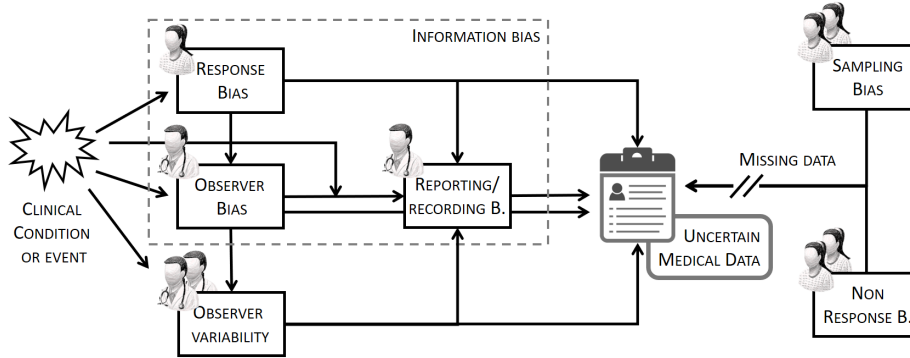 INFORMATION BIAS
RESPONSE
BIAS
SAMPLING
BIAS
CLINICAL
CONDITION
OR EVENT
OBSERVER
BIAS
REPORTING/
RECORDING B.
MISSING DATA
UNCERTAIN
MEDICAL DATA
OBSERVER
VARIABILITY
NON
RESPONSE B.